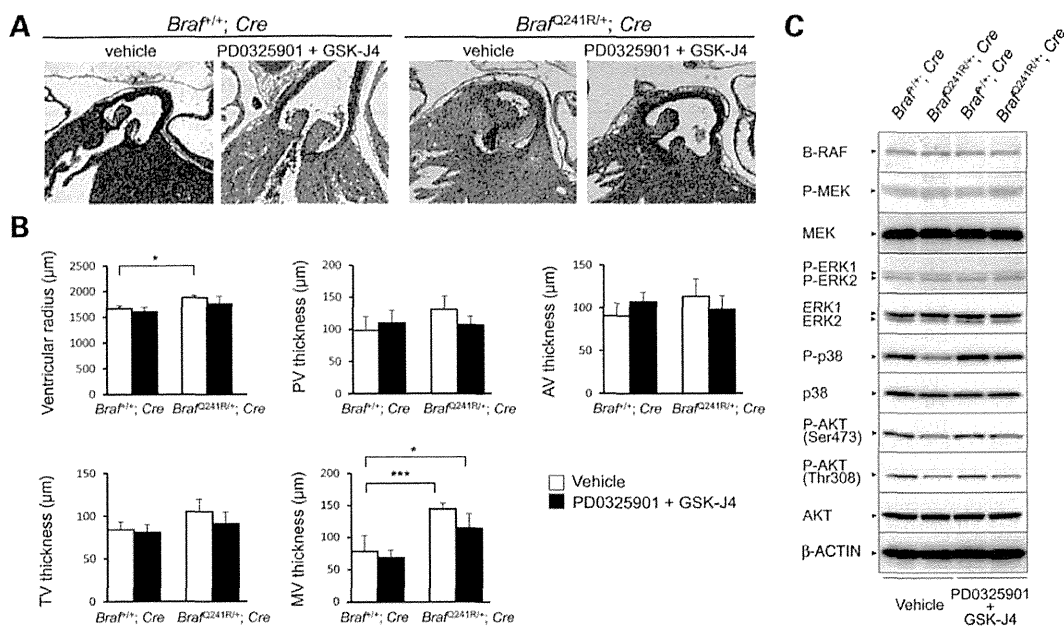 A
Braf+/+; Cre
BrafQ241R/+; Cre
vehicle
PD0325901 + GSK-J4
vehicle
PD0325901 + GSK-J4
B
Ventricular radius (µm)
2500
2000
1500
1000
500
0
*
Braf+/+; Cre
BrafQ241R/+; Cre
PV thickness (µm)
200
150
100
50
0
Braf+/+; Cre
BrafQ241R/+; Cre
AV thickness (µm)
150
100
50
0
Braf+/+; Cre
BrafQ241R/+; Cre
TV thickness (µm)
150
100
50
0
Braf+/+; Cre
BrafQ241R/+; Cre
MV thickness (µm)
200
150
100
50
0
*
***
Braf+/+; Cre
BrafQ241R/+; Cre
Vehicle
PD0325901 + GSK-J4
C
Braf+/+; Cre
BrafQ241R/+; Cre
Braf+/+; Cre
BrafQ241R/+; Cre
B-RAF
P-MEK
MEK
P-ERK1
P-ERK2
ERK1
ERK2
P-p38
p38
P-AKT
(Ser473)
P-AKT
(Thr308)
AKT
β-ACTIN
Vehicle
PD0325901
+
GSK-J4